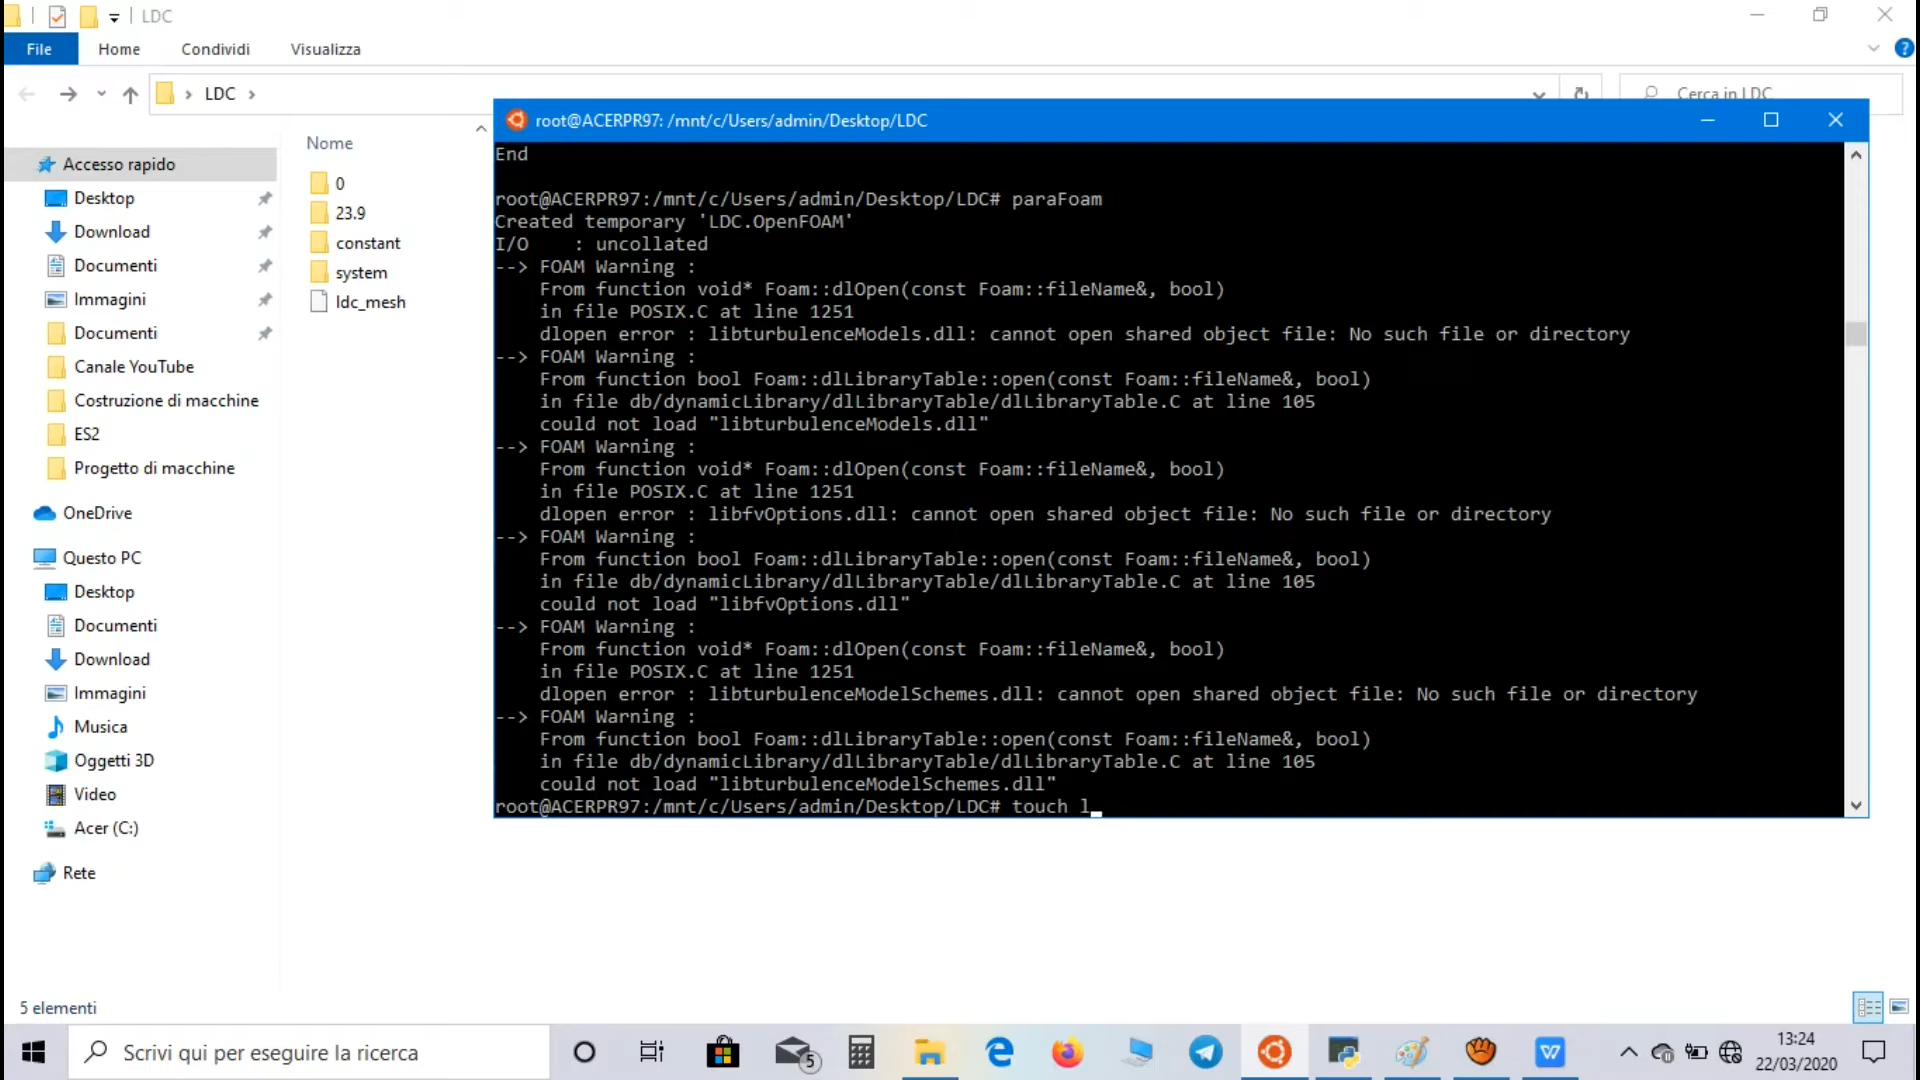 LDC
File
Home
Condividi
Visualizza
LDC
Cerca in LDC
Accesso rapido
Desktop
Download
Documenti
Immagini
Documenti
Canale YouTube
Costruzione di macchine
ES2
Progetto di macchine
OneDrive
Questo PC
Desktop
Documenti
Download
Immagini
Musica
Oggetti 3D
Video
Acer (C:)
Rete
Nome
0
23.9
constant
system
ldc_mesh
root@ACERPR97: /mnt/c/Users/admin/Desktop/LDC
End
root@ACERPR97:/mnt/c/Users/admin/Desktop/LDC# paraFoam
Created temporary 'LDC.OpenFOAM'
I/O    : uncollated
--> FOAM Warning :
    From function void* Foam::dlOpen(const Foam::fileName&, bool)
    in file POSIX.C at line 1251
    dlopen error : libturbulenceModels.dll: cannot open shared object file: No such file or directory
--> FOAM Warning :
    From function bool Foam::dlLibraryTable::open(const Foam::fileName&, bool)
    in file db/dynamicLibrary/dlLibraryTable/dlLibraryTable.C at line 105
    could not load "libturbulenceModels.dll"
--> FOAM Warning :
    From function void* Foam::dlOpen(const Foam::fileName&, bool)
    in file POSIX.C at line 1251
    dlopen error : libfvOptions.dll: cannot open shared object file: No such file or directory
--> FOAM Warning :
    From function bool Foam::dlLibraryTable::open(const Foam::fileName&, bool)
    in file db/dynamicLibrary/dlLibraryTable/dlLibraryTable.C at line 105
    could not load "libfvOptions.dll"
--> FOAM Warning :
    From function void* Foam::dlOpen(const Foam::fileName&, bool)
    in file POSIX.C at line 1251
    dlopen error : libturbulenceModelSchemes.dll: cannot open shared object file: No such file or directory
--> FOAM Warning :
    From function bool Foam::dlLibraryTable::open(const Foam::fileName&, bool)
    in file db/dynamicLibrary/dlLibraryTable/dlLibraryTable.C at line 105
    could not load "libturbulenceModelSchemes.dll"
root@ACERPR97:/mnt/c/Users/admin/Desktop/LDC# touch l
5 elementi
Scrivi qui per eseguire la ricerca
5
13:24
22/03/2020